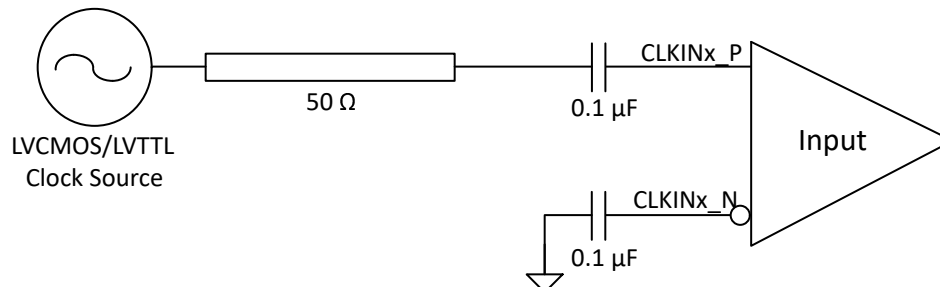 CLKINx_P
50 Ω
0.1 µF
LVCMOS/LVTTL
Clock Source
Input
CLKINx_N
0.1 µF